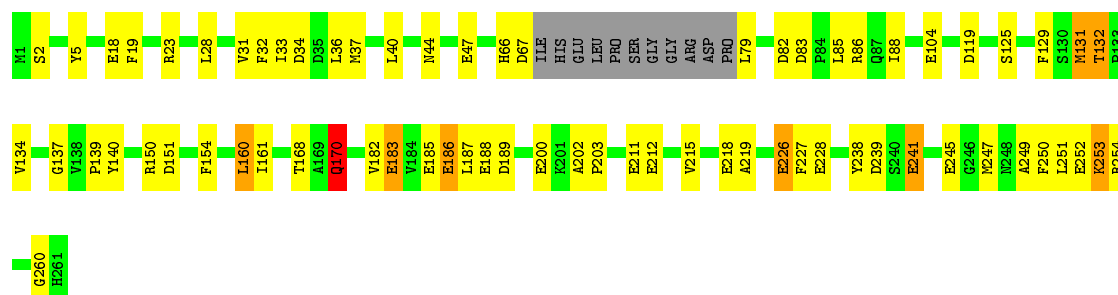 M1 S2 Y5 E18 F19 R23 L28 V31 F32 I33 D34 D35 L36 M37 L40 N44 E47 H66 D67 ILE HIS GLU LEU PRO SER GLY GLY ARG ASP PRO L79 D82 D83 P84 L85 R86 Q87 I88 E104 D119 S125 F129 S130 M131 T132 P133
V134 G137 V138 P139 Y140 R150 D151 F154 L160 I161 T168 A169 Q170 V182 E183 V184 E185 E186 L187 E188 D189 E200 K201 A202 P203 E211 E212 V215 E218 A219 E226 F227 E228 Y238 D239 S240 E241 E245 G246 M247 N248 A249 F250 L251 E252 K253
G260 H261